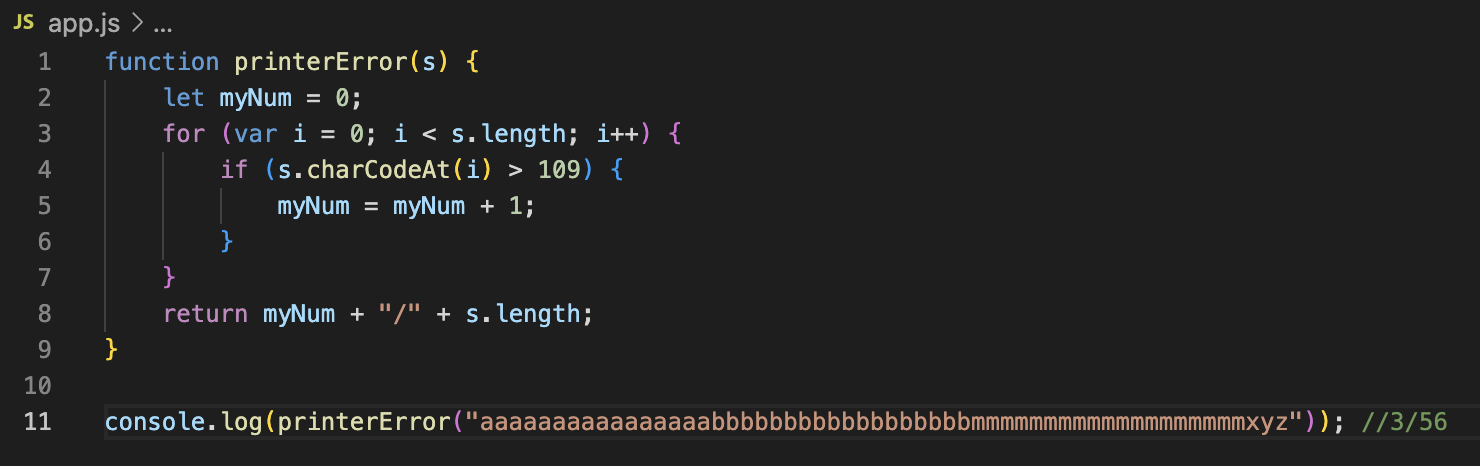 JS app.js > ...
1 function printerError(s) {
2 let myNum = 0;
3 for (var i = 0; i < s.length; i++) {
4 if (s.charCodeAt(i) > 109) {
5 myNum = myNum + 1;
6 }
7 }
8 return myNum + "/" + s.length;
9 }
10
11 console.log(printerError("aaaaaaaaaaaaaaaabbbbbbbbbbbbbbbbbbmmmmmmmmmmmmmmmmmmmxyz")); //3/56